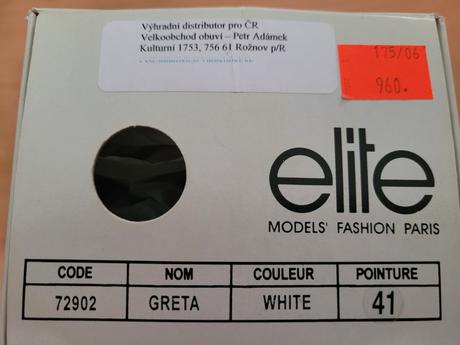 Výhradní distributor pro ČR
Velkoobchod obuví – Petr Adámek
Kulturní 1753, 756 61 Rožnov p/R
175/06
960.
elite
MODELS' FASHION PARIS
CODE NOM COULEUR POINTURE
72902 GRETA WHITE 41